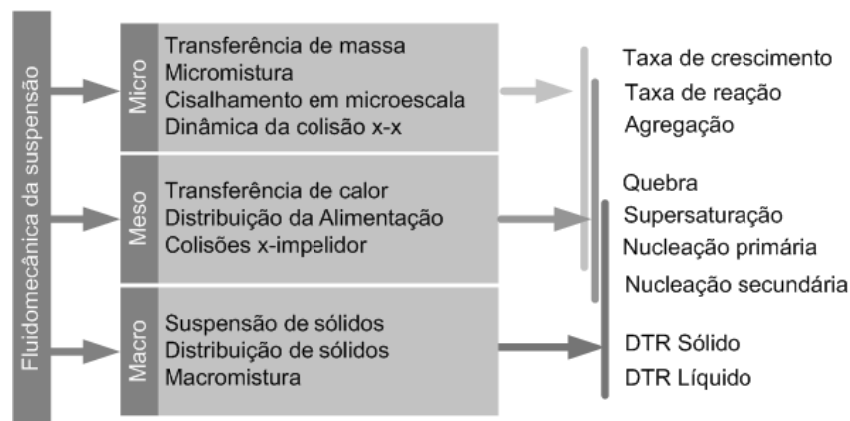 Fluidomecânica da suspensão
Micro
Transferência de massa
Micromistura
Cisalhamento em microescala
Dinâmica da colisão x-x
Meso
Transferência de calor
Distribuição da Alimentação
Colisões x-impelidor
Macro
Suspensão de sólidos
Distribuição de sólidos
Macromistura
Taxa de crescimento
Taxa de reação
Agregação
Quebra
Supersaturação
Nucleação primária
Nucleação secundária
DTR Sólido
DTR Líquido